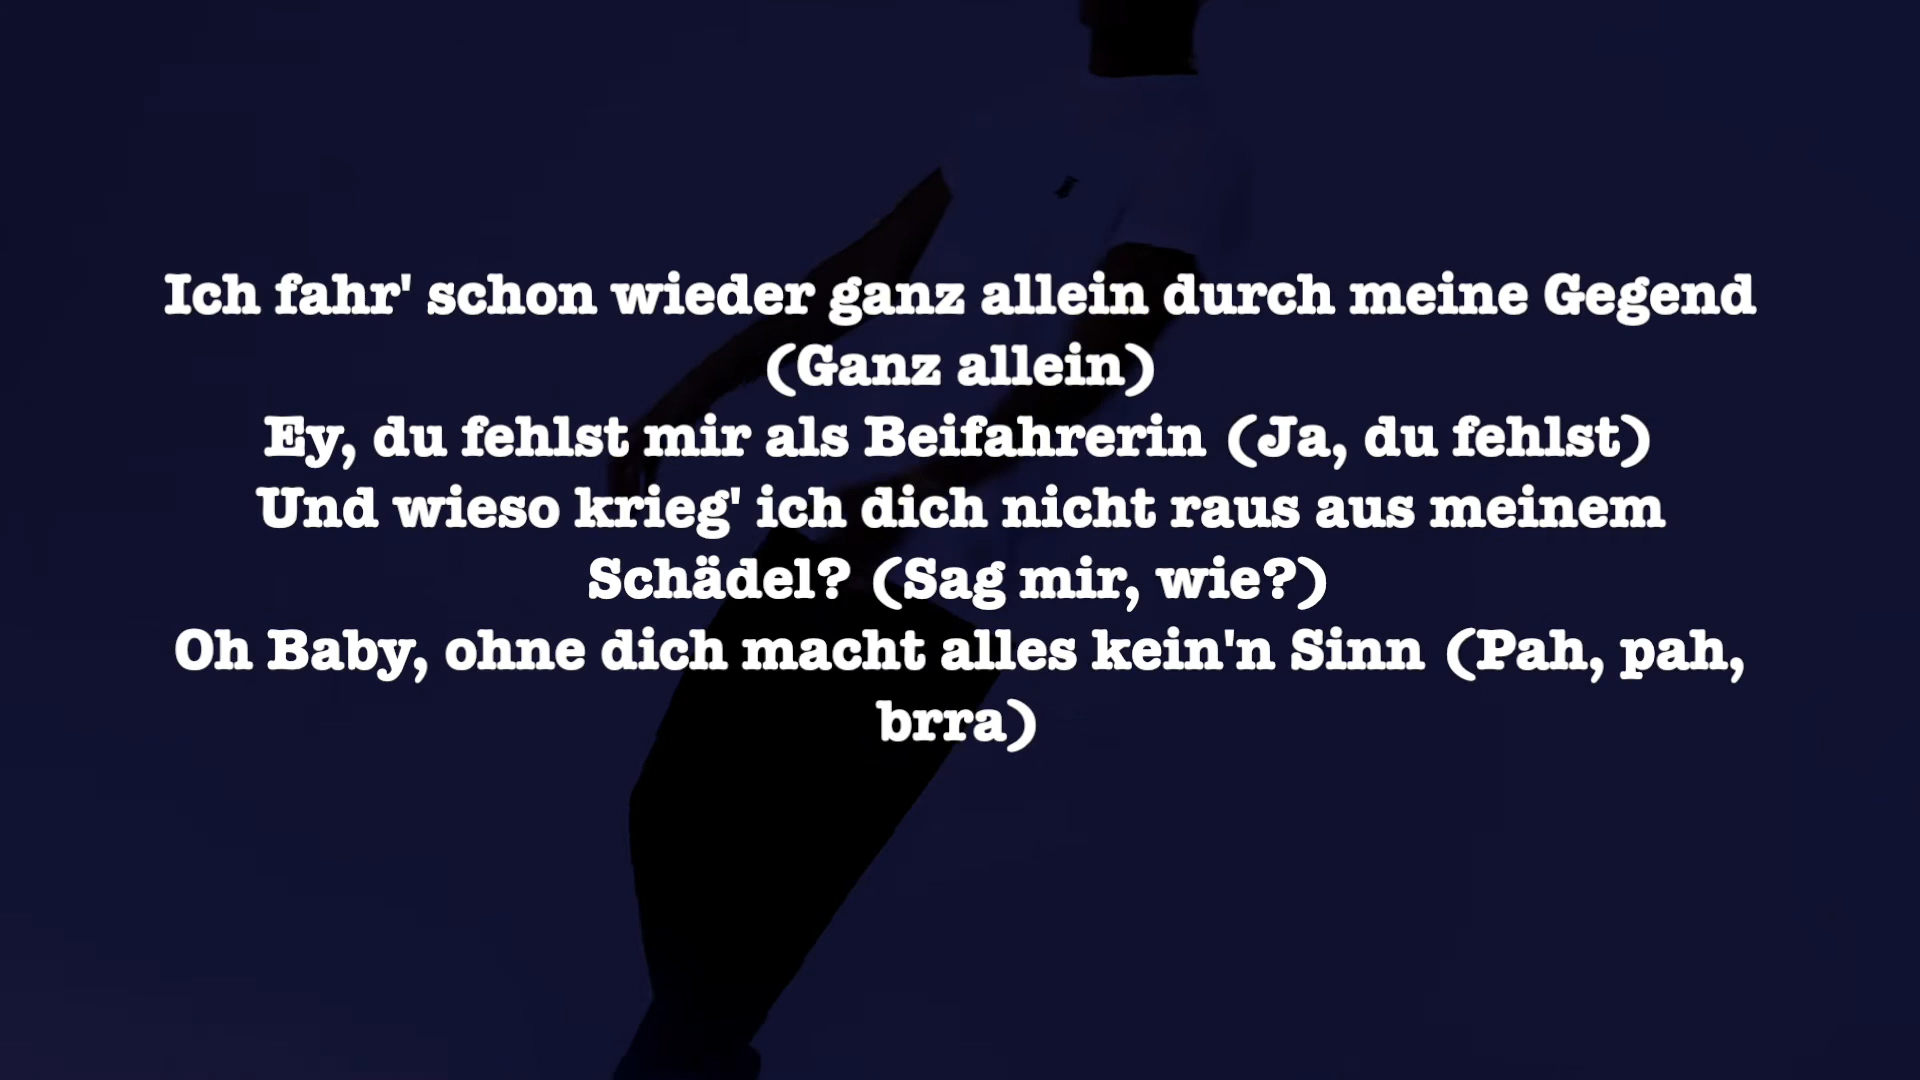 Ich fahr' schon wieder ganz allein durch meine Gegend
(Ganz allein)
Ey, du fehlst mir als Beifahrerin (Ja, du fehlst)
Und wieso krieg' ich dich nicht raus aus meinem
Schädel? (Sag mir, wie?)
Oh Baby, ohne dich macht alles kein'n Sinn (Pah, pah,
brra)